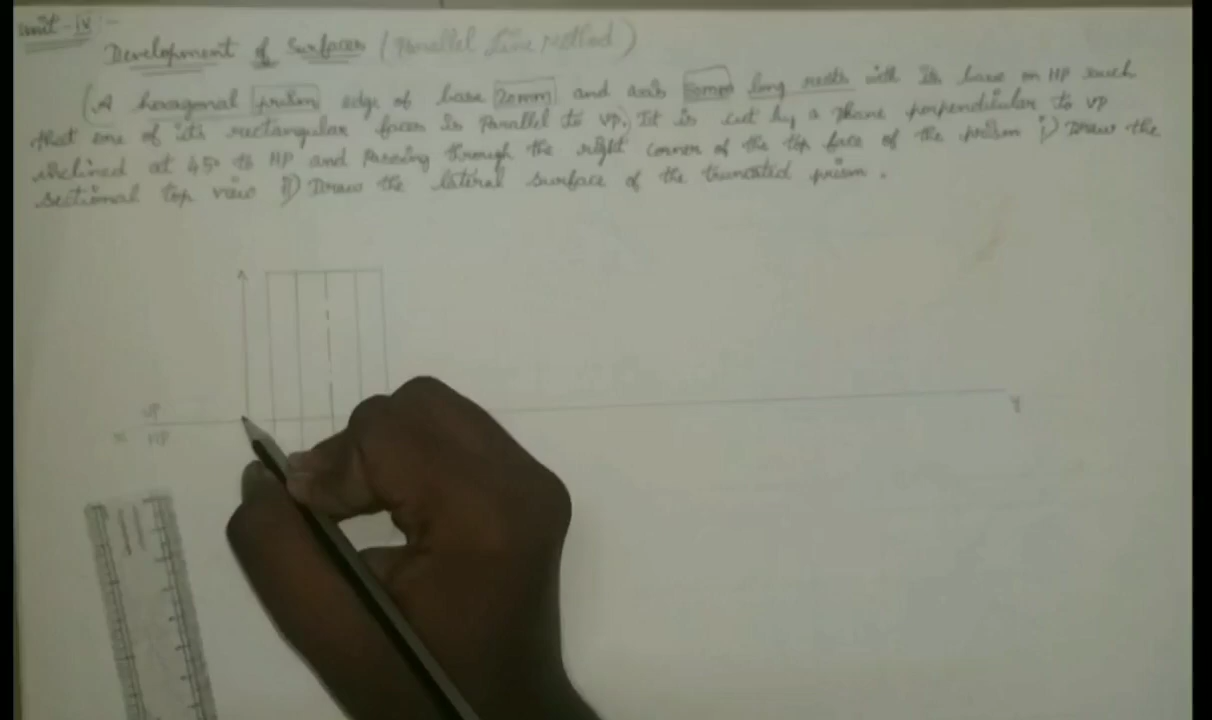 Unit - IV :-
Development of Surfaces (Parallel Line Method)
(A hexagonal prism edge of base 20mm and axis 50mm long rests with its base on HP such
that one of its rectangular faces is Parallel to VP.) It is cut by a plane perpendicular to VP
inclined at 45° to HP and Passing through the right corner of the top face of the prism i) Draw the
sectional top view ii) Draw the lateral surface of the truncated prism.
VP
X HP
Y